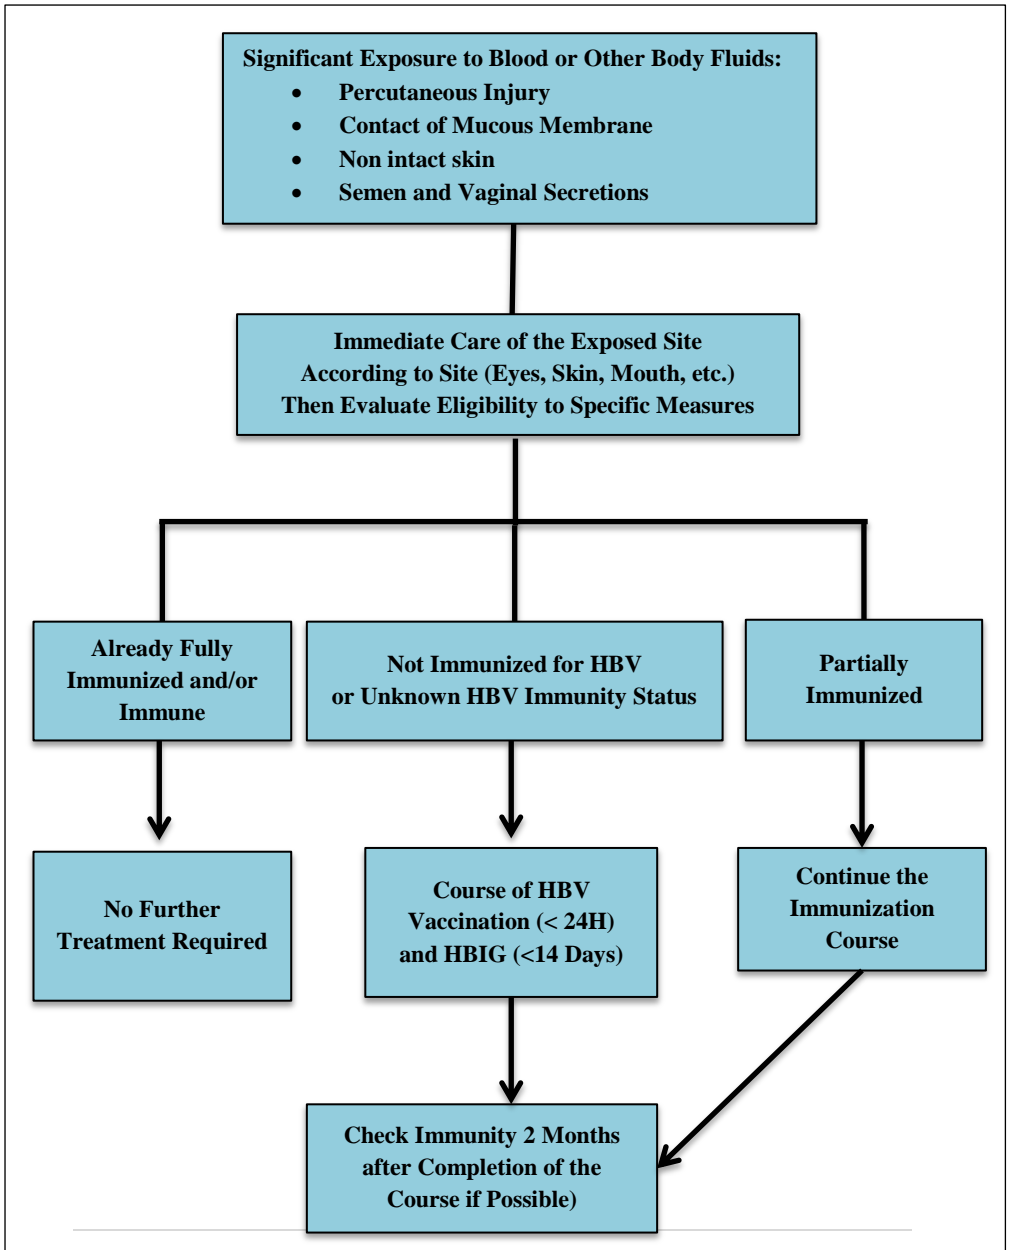 Significant Exposure to Blood or Other Body Fluids:
• Percutaneous Injury
• Contact of Mucous Membrane
• Non intact skin
• Semen and Vaginal Secretions
Immediate Care of the Exposed Site
According to Site (Eyes, Skin, Mouth, etc.)
Then Evaluate Eligibility to Specific Measures
Already Fully
Immunized and/or
Immune
Not Immunized for HBV
or Unknown HBV Immunity Status
Partially
Immunized
No Further
Treatment Required
Course of HBV
Vaccination (< 24H)
and HBIG (<14 Days)
Continue the
Immunization
Course
Check Immunity 2 Months
after Completion of the
Course if Possible)